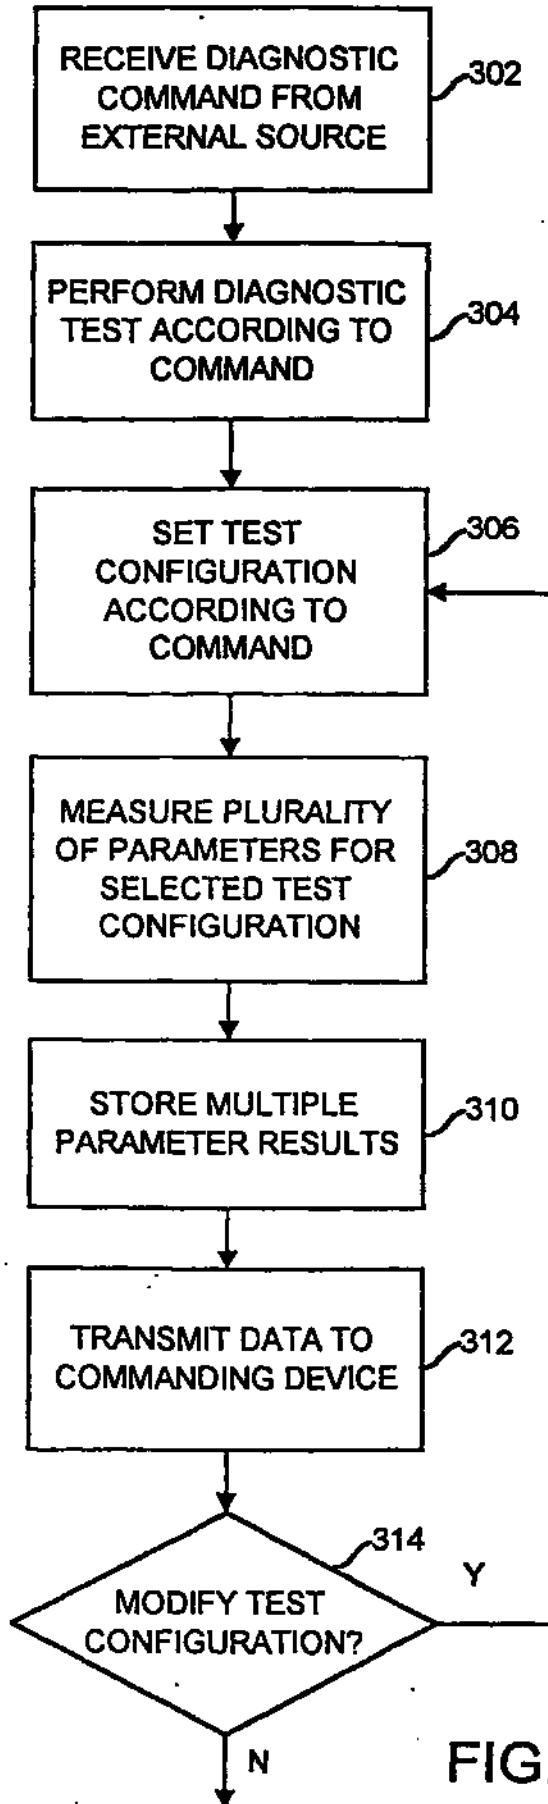 RECEIVE DIAGNOSTIC
COMMAND FROM
EXTERNAL SOURCE
302
PERFORM DIAGNOSTIC
TEST ACCORDING TO
COMMAND
304
SET TEST
CONFIGURATION
ACCORDING TO
COMMAND
306
MEASURE PLURALITY
OF PARAMETERS FOR
SELECTED TEST
CONFIGURATION
308
STORE MULTIPLE
PARAMETER RESULTS
310
TRANSMIT DATA TO
COMMANDING DEVICE
312
MODIFY TEST
CONFIGURATION?
314
Y
N
FIG.